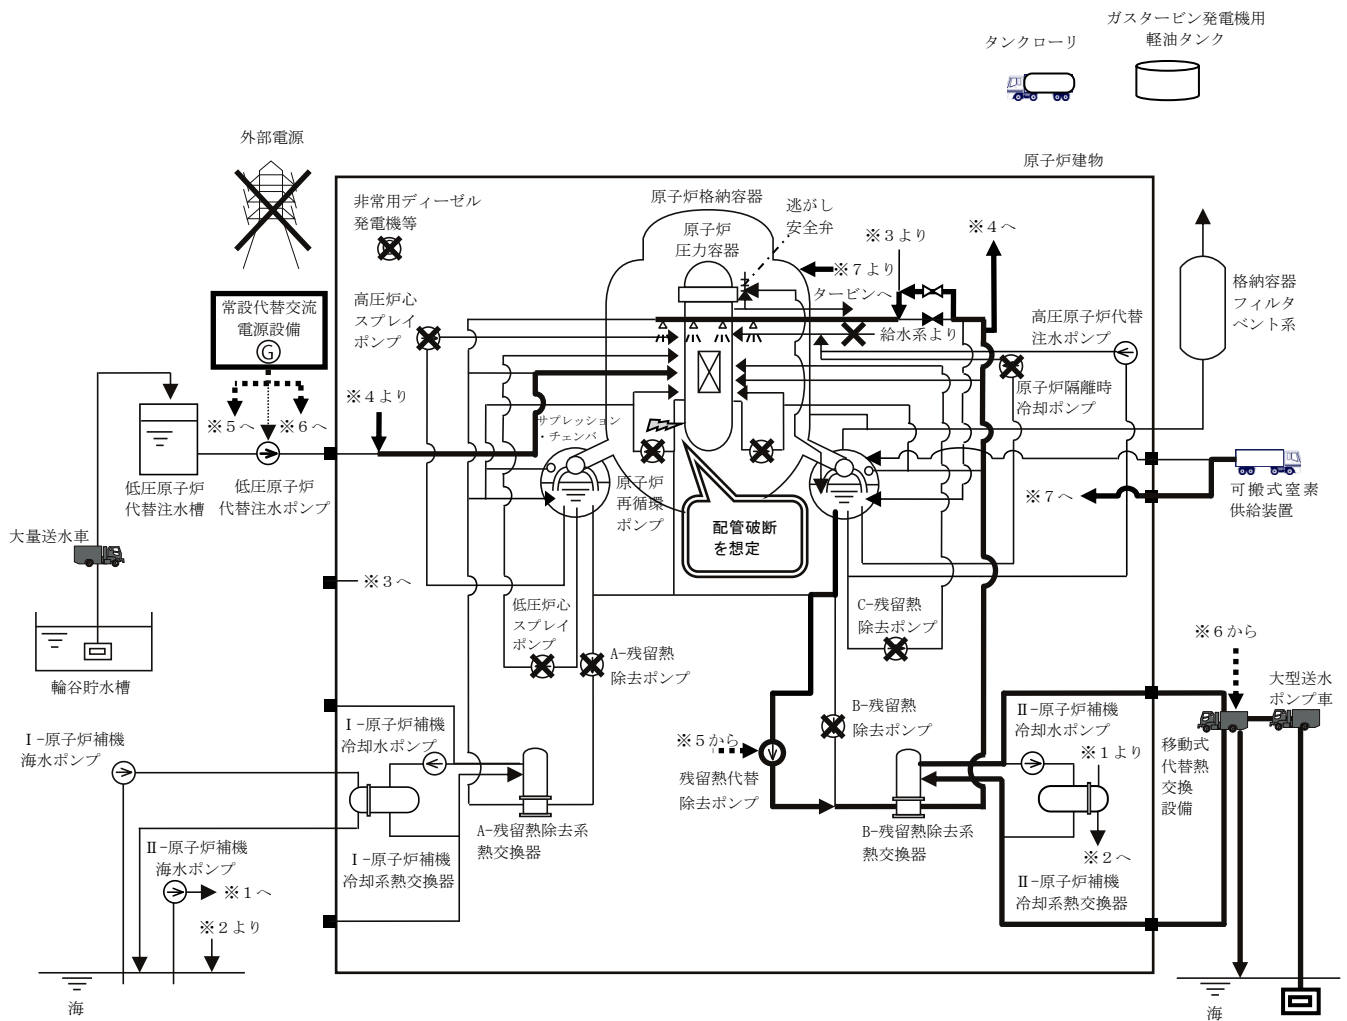 ガスタービン発電機用
軽油タンク
タンクローリ
外部電源
原子炉建物
非常用ディーゼル
発電機等
原子炉格納容器
原子炉
圧力容器
逃がし
安全弁
※３より
※４へ
※７より
タービンへ
給水系より
高圧炉心
スプレイ
ポンプ
常設代替交流
電源設備
G
※５へ
※６へ
※４より
高圧原子炉代替
注水ポンプ
原子炉隔離時
冷却ポンプ
格納容器
フィルタ
ベント系
サプレッション
・チェンバ
低圧原子炉
代替注水槽
低圧原子炉
代替注水ポンプ
原子炉
再循環
ポンプ
配管破断
を想定
※７へ
可搬式窒素
供給装置
大量送水車
※３へ
輪谷貯水槽
低圧炉心
スプレイ
ポンプ
A-残留熱
除去ポンプ
C-残留熱
除去ポンプ
B-残留熱
除去ポンプ
※５から
残留熱代替
除去ポンプ
※６から
大型送水
ポンプ車
移動式
代替熱
交換
設備
Ⅰ-原子炉補機
海水ポンプ
Ⅰ-原子炉補機
冷却水ポンプ
Ⅱ-原子炉補機
冷却水ポンプ
※１より
A-残留熱除去系
熱交換器
B-残留熱除去系
熱交換器
※２へ
Ⅱ-原子炉補機
海水ポンプ
※１へ
※２より
Ⅰ-原子炉補機
冷却系熱交換器
Ⅱ-原子炉補機
冷却系熱交換器
海
海